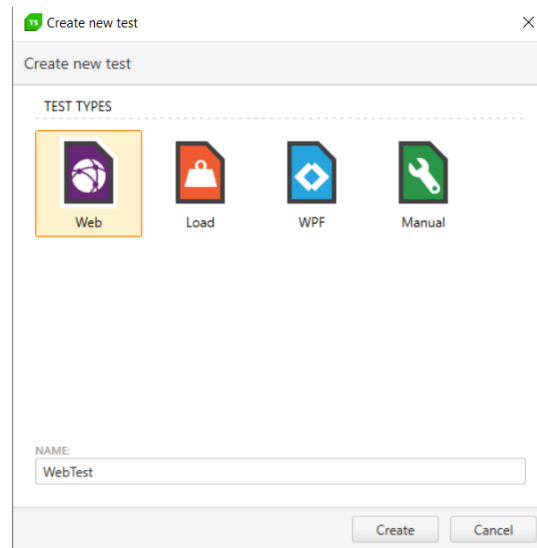 TS Create new test
Create new test
TEST TYPES
Web Load WPF Manual
NAME:
WebTest
Create Cancel